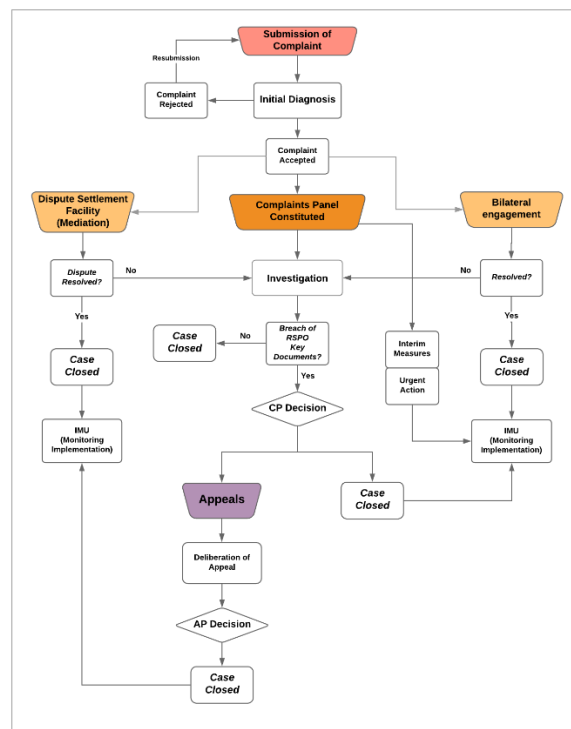 Submission of
Complaint
Resubmission
Complaint
Rejected
Initial Diagnosis
Complaint
Accepted
Dispute Settlement
Facility
(Mediation)
Complaints Panel
Constituted
Bilateral
engagement
Dispute
Resolved?
No
Investigation
No
Resolved?
Yes
Case
Closed
No
Breach of
RSPO
Key
Documents?
Interim
Measures
Yes
Case
Closed
Yes
Case
Closed
Urgent
Action
CP Decision
IMU
(Monitoring
Implementation)
IMU
(Monitoring
Implementation)
Appeals
Case
Closed
Deliberation of
Appeal
AP Decision
Case
Closed